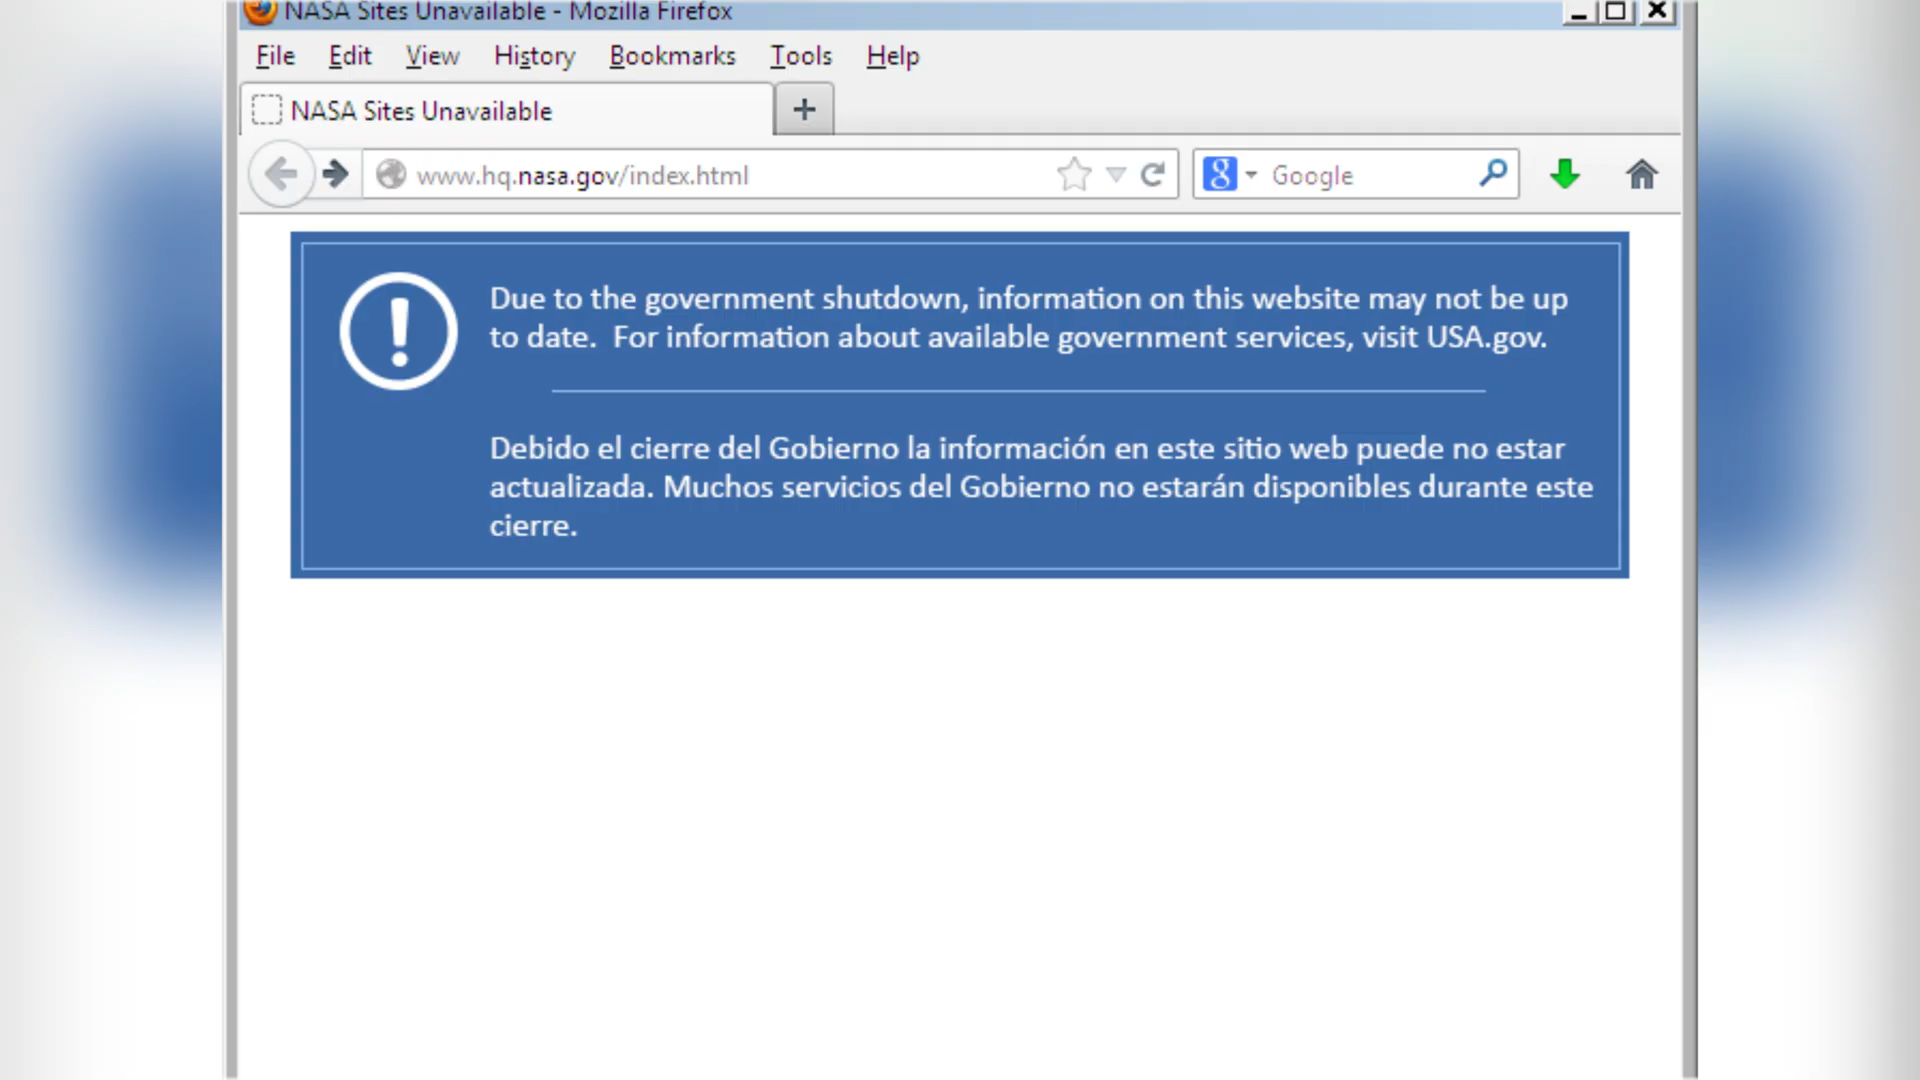 NASA Sites Unavailable - Mozilla Firefox
File Edit View History Bookmarks Tools Help
NASA Sites Unavailable
www.hq.nasa.gov/index.html
Google
Due to the government shutdown, information on this website may not be up
to date. For information about available government services, visit USA.gov.
Debido el cierre del Gobierno la información en este sitio web puede no estar
actualizada. Muchos servicios del Gobierno no estarán disponibles durante este
cierre.